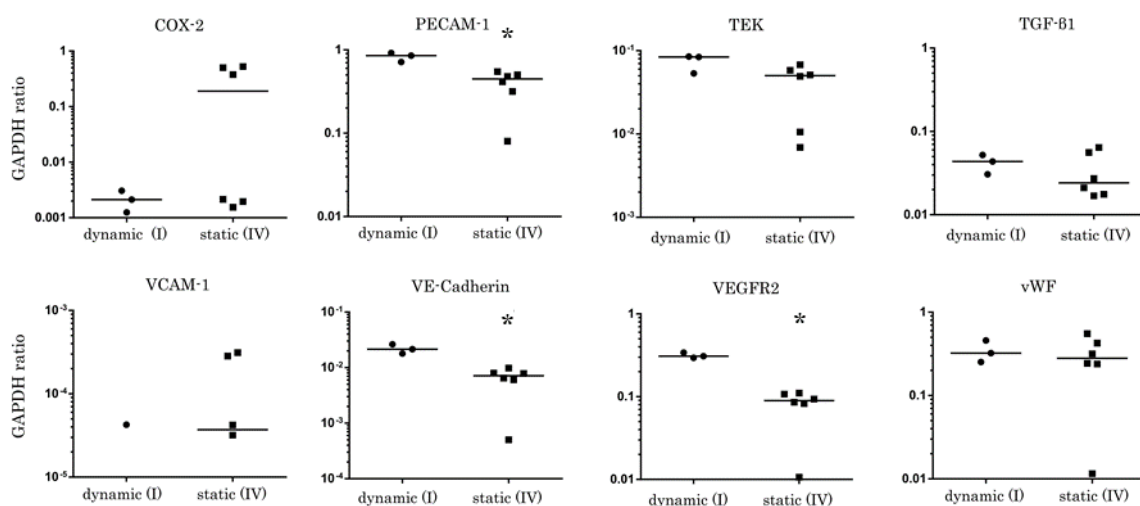 COX-2
GAPDH ratio
1
0.1
0.01
0.001
dynamic (I) static (IV)
PECAM-1
*
1
0.1
0.01
dynamic (I) static (IV)
TEK
10-1
10-2
10-3
dynamic (I) static (IV)
TGF-β1
1
0.1
0.01
dynamic (I) static (IV)
VCAM-1
GAPDH ratio
10-3
10-4
10-5
dynamic (I) static (IV)
VE-Cadherin
*
10-1
10-2
10-3
10-4
dynamic (I) static (IV)
VEGFR2
*
1
0.1
0.01
dynamic (I) static (IV)
vWF
1
0.1
0.01
dynamic (I) static (IV)